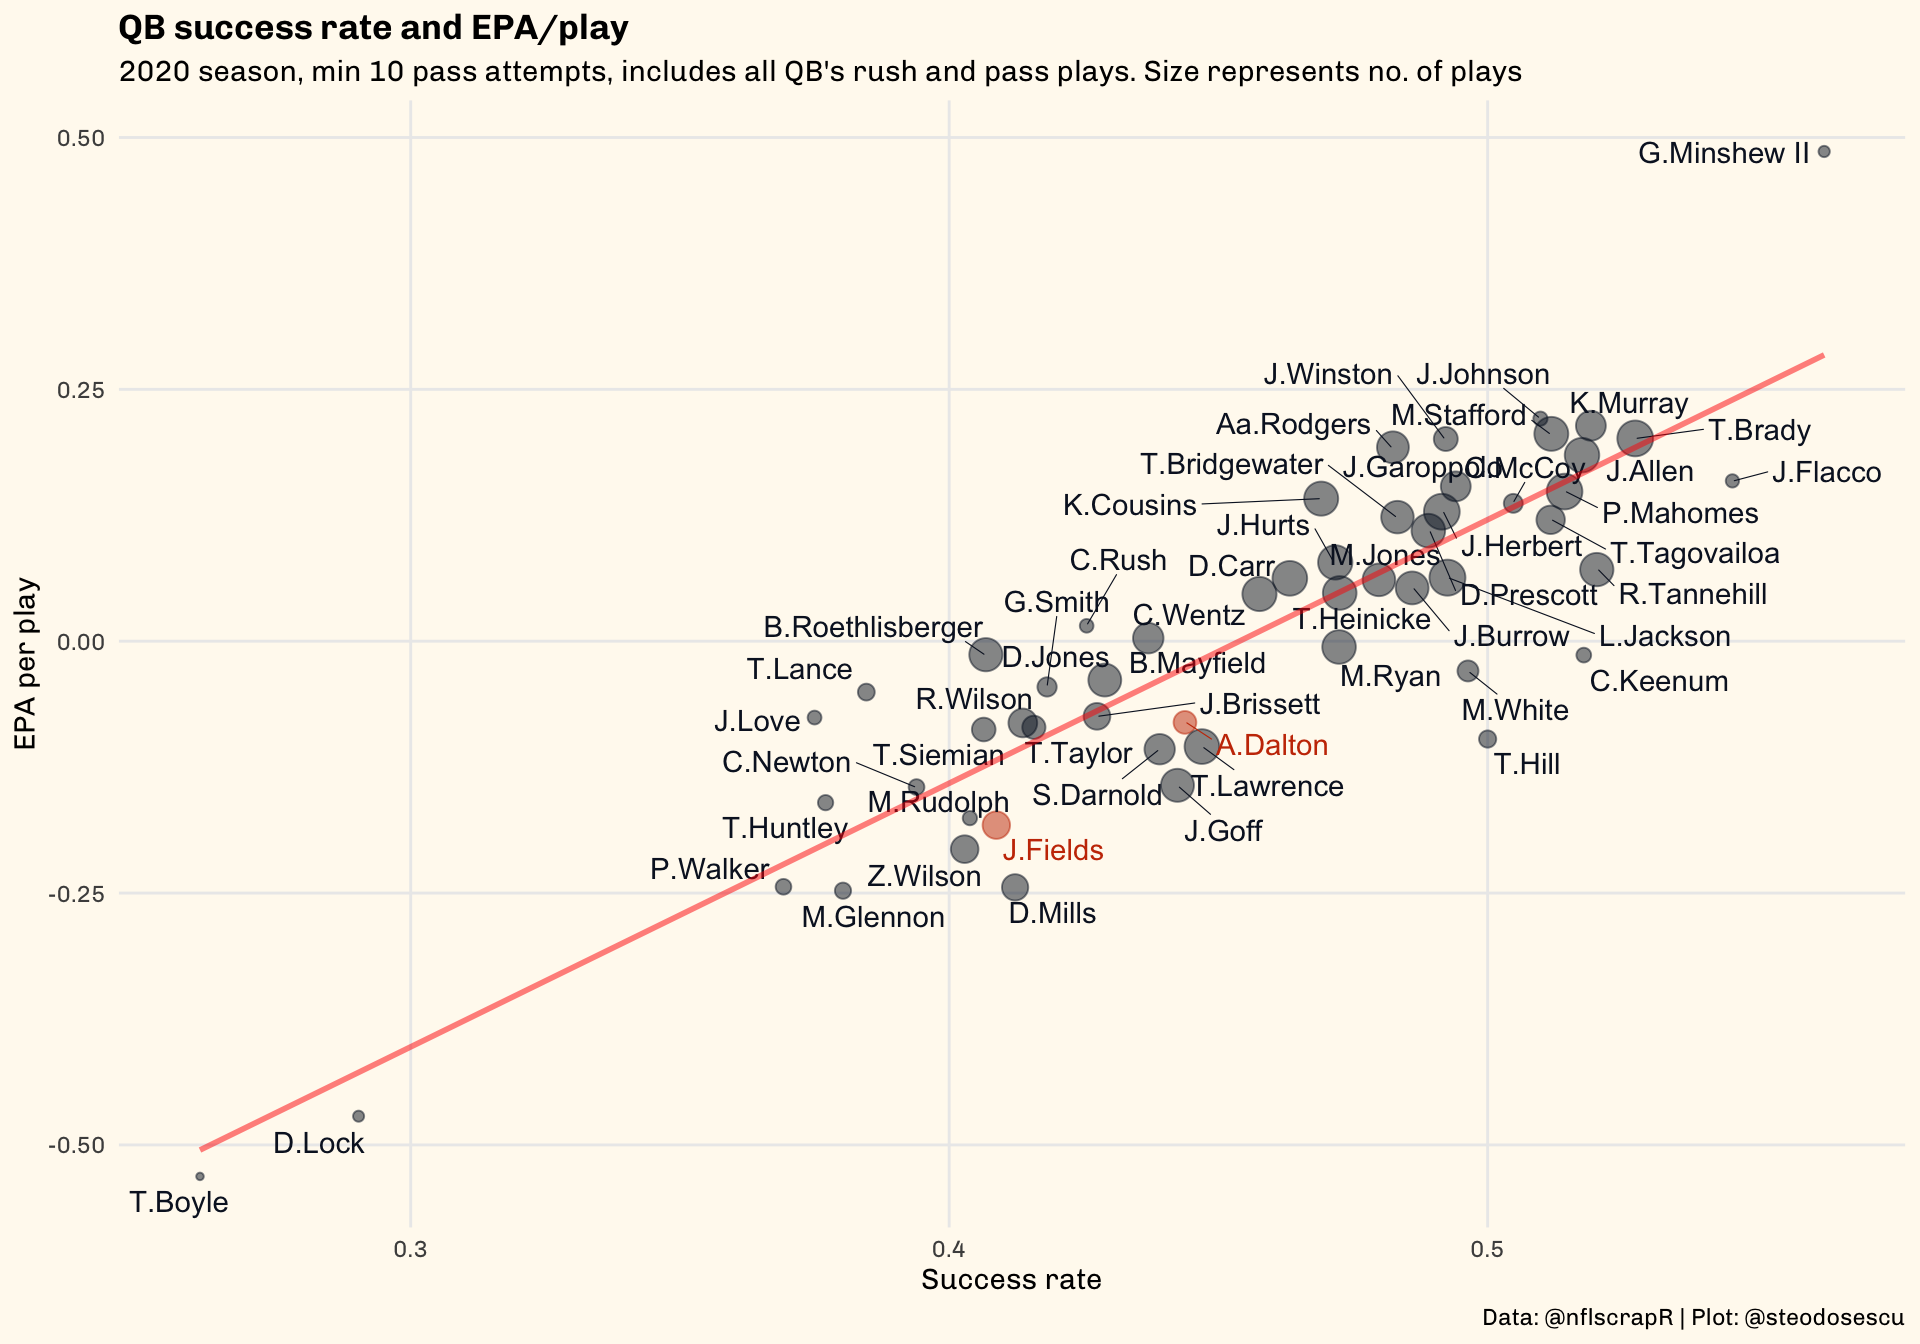 QB success rate and EPA/play
2020 season, min 10 pass attempts, includes all QB's rush and pass plays. Size represents no. of plays
0.50
G.Minshew II
0.25
J.Winston
J.Johnson
K.Murray
M.Stafford
Aa.Rodgers
T.Brady
T.Bridgewater
J.Garoppolo
C.McCoy
J.Allen
J.Flacco
K.Cousins
P.Mahomes
J.Hurts
J.Herbert
M.Jones
T.Tagovailoa
C.Rush
D.Carr
G.Smith
D.Prescott
R.Tannehill
C.Wentz
T.Heinicke
B.Roethlisberger
J.Burrow
L.Jackson
0.00
D.Jones
B.Mayfield
T.Lance
M.Ryan
C.Keenum
R.Wilson
J.Brissett
M.White
J.Love
A.Dalton
T.Siemian
T.Taylor
C.Newton
T.Hill
T.Lawrence
S.Darnold
M.Rudolph
T.Huntley
J.Goff
J.Fields
P.Walker
Z.Wilson
-0.25
M.Glennon
D.Mills
D.Lock
-0.50
T.Boyle
EPA per play
0.3
0.4
0.5
Success rate
Data: @nflscrapR | Plot: @steodosescu